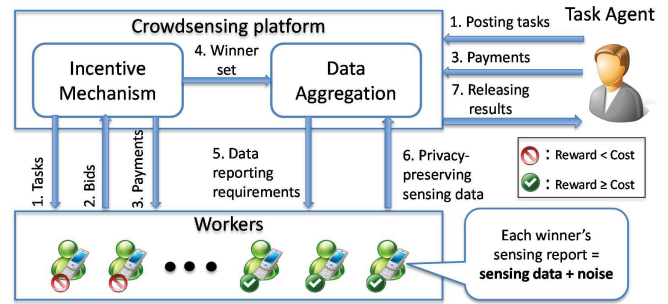 Crowdsensing platform
Incentive
Mechanism
4. Winner
set
Data
Aggregation
1. Posting tasks
3. Payments
7. Releasing
results
Task Agent
: Reward < Cost
: Reward ≥ Cost
1. Tasks
2. Bids
3. Payments
5. Data
reporting
requirements
6. Privacy-
preserving
sensing data
Workers
Each winner's
sensing report =
sensing data + noise